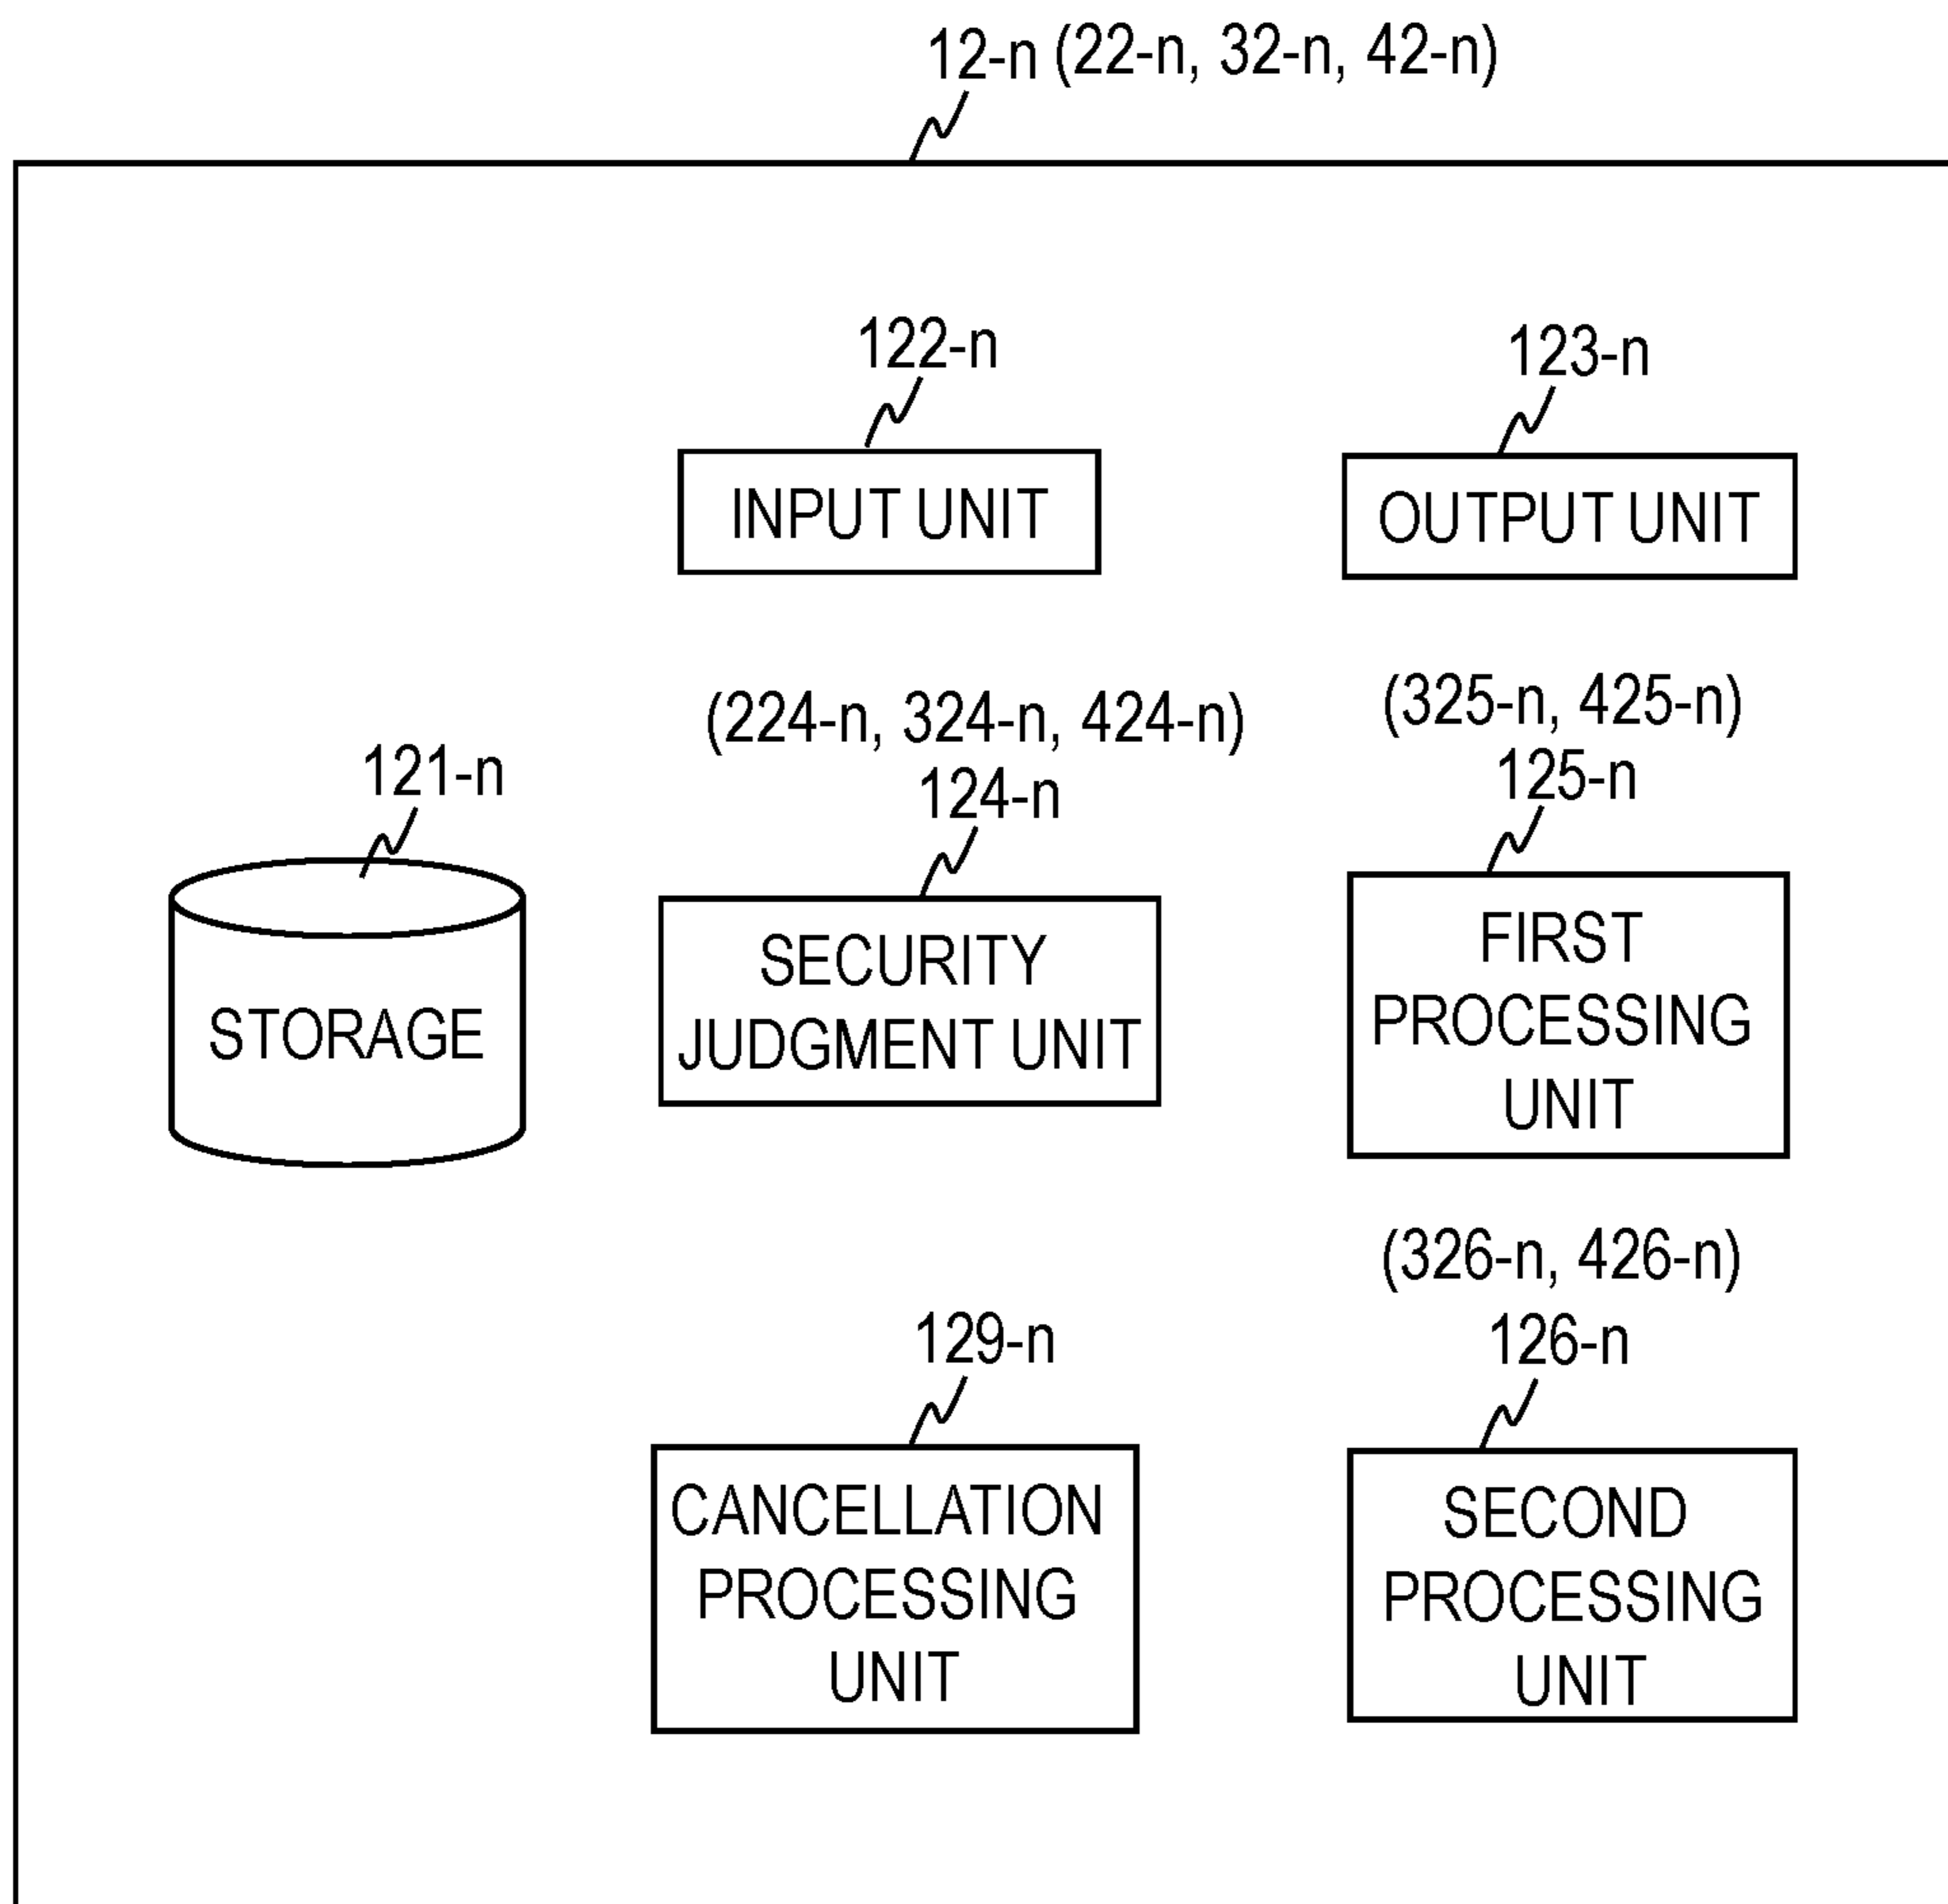 12-n (22-n, 32-n, 42-n)
122-n
INPUT UNIT
123-n
OUTPUT UNIT
121-n
STORAGE
(224-n, 324-n, 424-n)
124-n
SECURITY
JUDGMENT UNIT
(325-n, 425-n)
125-n
FIRST
PROCESSING
UNIT
129-n
CANCELLATION
PROCESSING
UNIT
(326-n, 426-n)
126-n
SECOND
PROCESSING
UNIT